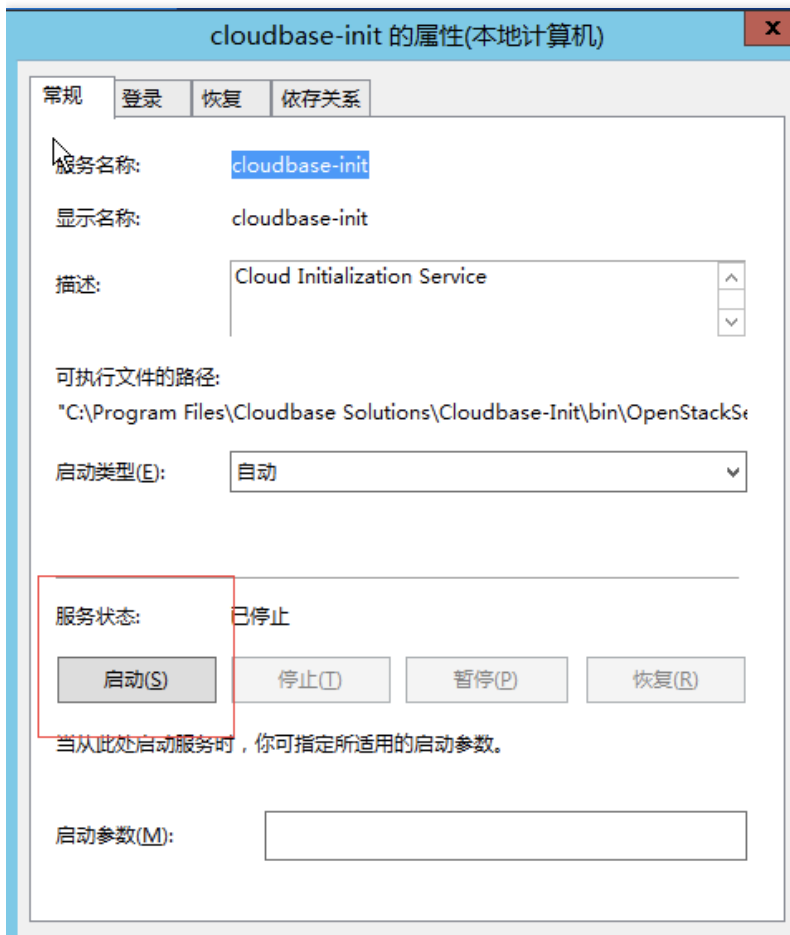 cloudbase-init 的属性(本地计算机)
x
常规 登录 恢复 依存关系
服务名称: cloudbase-init
显示名称: cloudbase-init
描述: Cloud Initialization Service
可执行文件的路径:
"C:\Program Files\Cloudbase Solutions\Cloudbase-Init\bin\OpenStackSe
启动类型(E): 自动
服务状态: 已停止
启动(S) 停止(T) 暂停(P) 恢复(R)
当从此处启动服务时，你可指定所适用的启动参数。
启动参数(M):